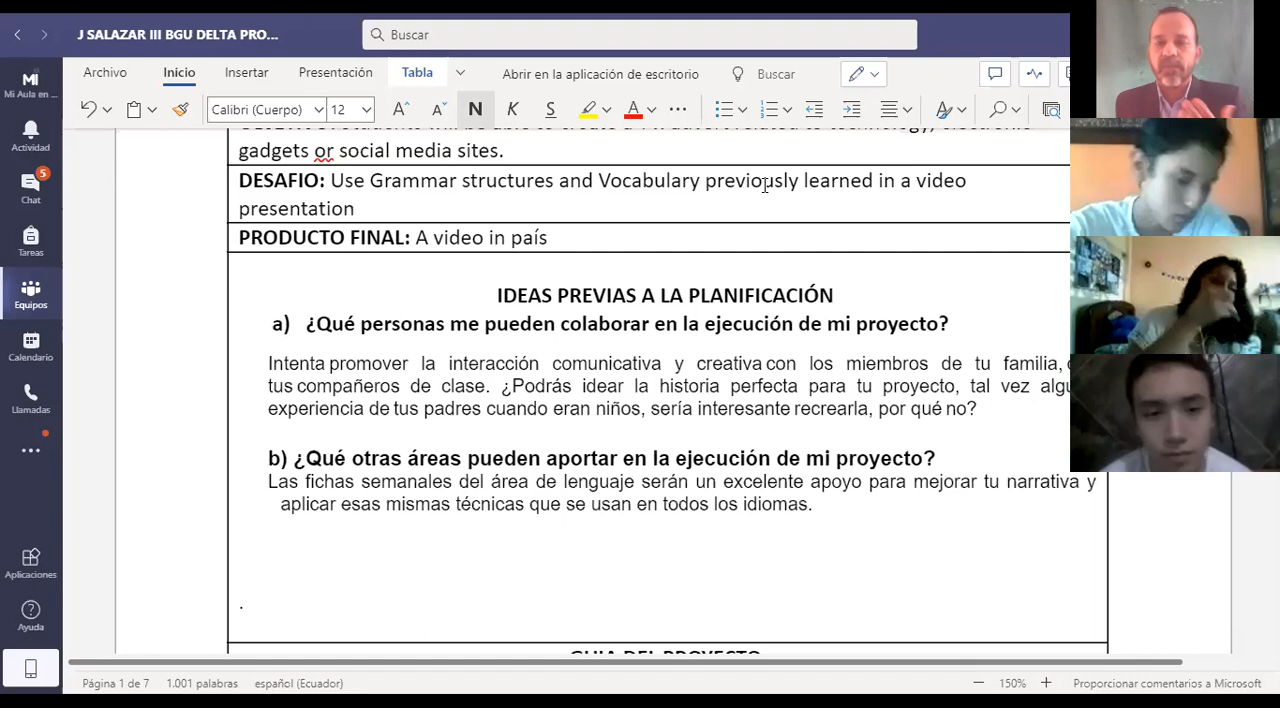 J SALAZAR III BGU DELTA PRO...
Buscar
MI
Mi Aula en ...
Actividad
5
Chat
Tareas
Equipos
Calendario
Llamadas
Aplicaciones
Ayuda
Archivo Inicio Insertar Presentación Tabla Abrir en la aplicación de escritorio Buscar
Calibri (Cuerpo) 12 N K S
gadgets or social media sites.
DESAFIO: Use Grammar structures and Vocabulary previously learned in a video
presentation
PRODUCTO FINAL: A video in país
IDEAS PREVIAS A LA PLANIFICACIÓN
a) ¿Qué personas me pueden colaborar en la ejecución de mi proyecto?
Intenta promover la interacción comunicativa y creativa con los miembros de tu familia,
tus compañeros de clase. ¿Podrás idear la historia perfecta para tu proyecto, tal vez
experiencia de tus padres cuando eran niños, sería interesante recrearla, por qué no?
b) ¿Qué otras áreas pueden aportar en la ejecución de mi proyecto?
Las fichas semanales del área de lenguaje serán un excelente apoyo para mejorar tu narrativa y
aplicar esas mismas técnicas que se usan en todos los idiomas.
.
GUIA DEL PROYECTO
Página 1 de 7 1.001 palabras español (Ecuador) 150% Proporcionar comentarios a Microsoft